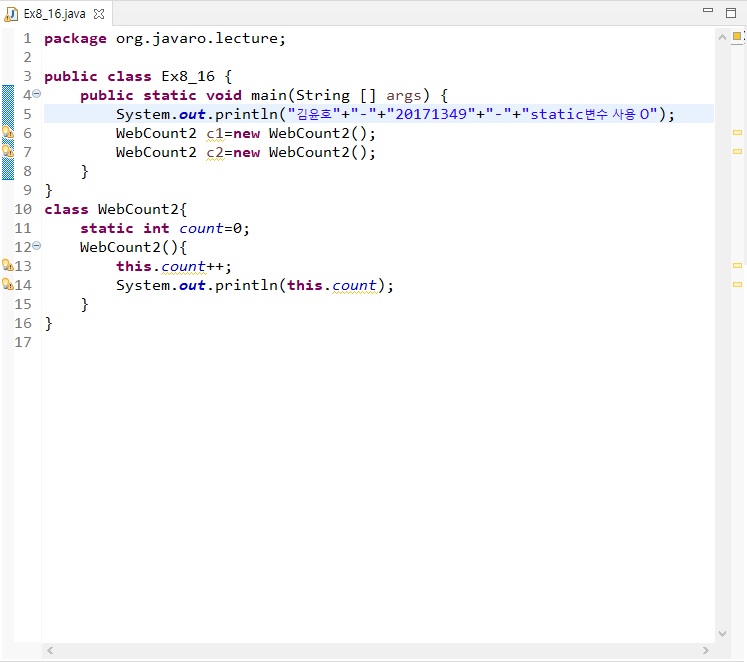 Ex8_16.java
1 package org.javaro.lecture;
2
3 public class Ex8_16 {
4 public static void main(String [] args) {
5 System.out.println("김윤호"+"-"+"20171349"+"-"+"static변수 사용 O");
6 WebCount2 c1=new WebCount2();
7 WebCount2 c2=new WebCount2();
8 }
9 }
10 class WebCount2{
11 static int count=0;
12 WebCount2(){
13 this.count++;
14 System.out.println(this.count);
15 }
16 }
17